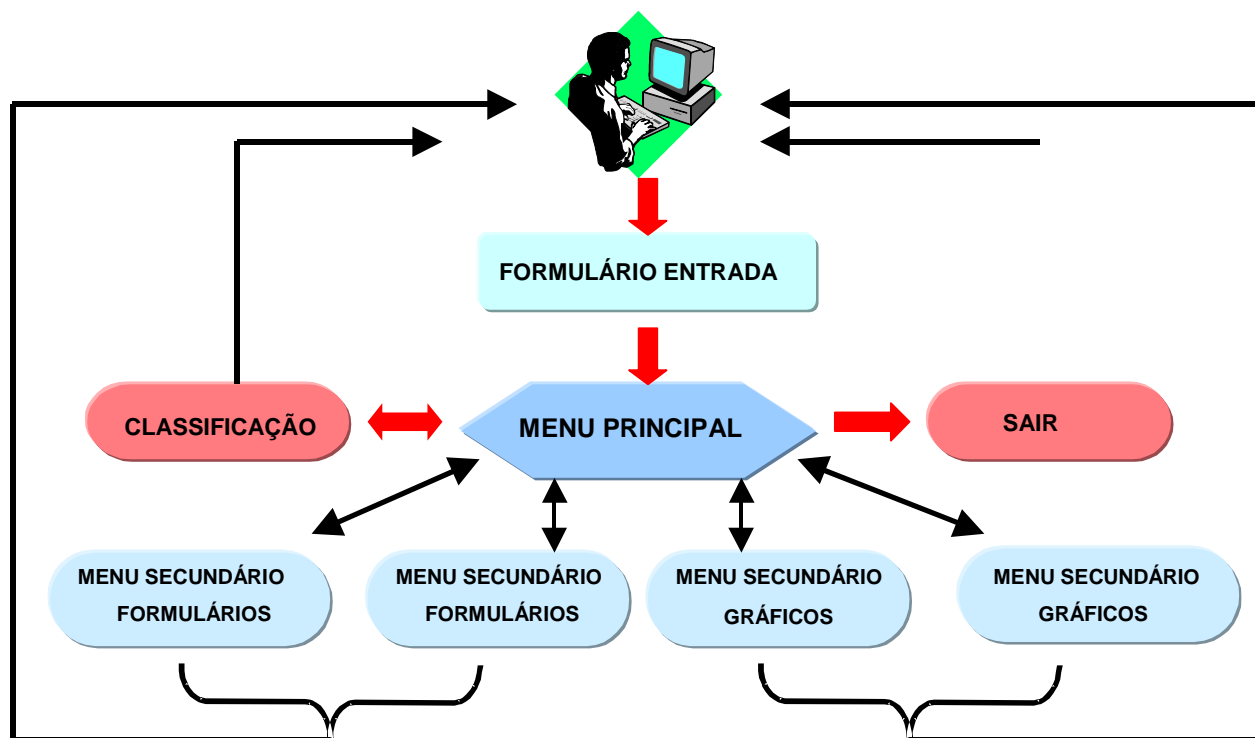 FORMULÁRIO ENTRADA
CLASSIFICAÇÃO
MENU PRINCIPAL
SAIR
MENU SECUNDÁRIO
FORMULÁRIOS
MENU SECUNDÁRIO
FORMULÁRIOS
MENU SECUNDÁRIO
GRÁFICOS
MENU SECUNDÁRIO
GRÁFICOS